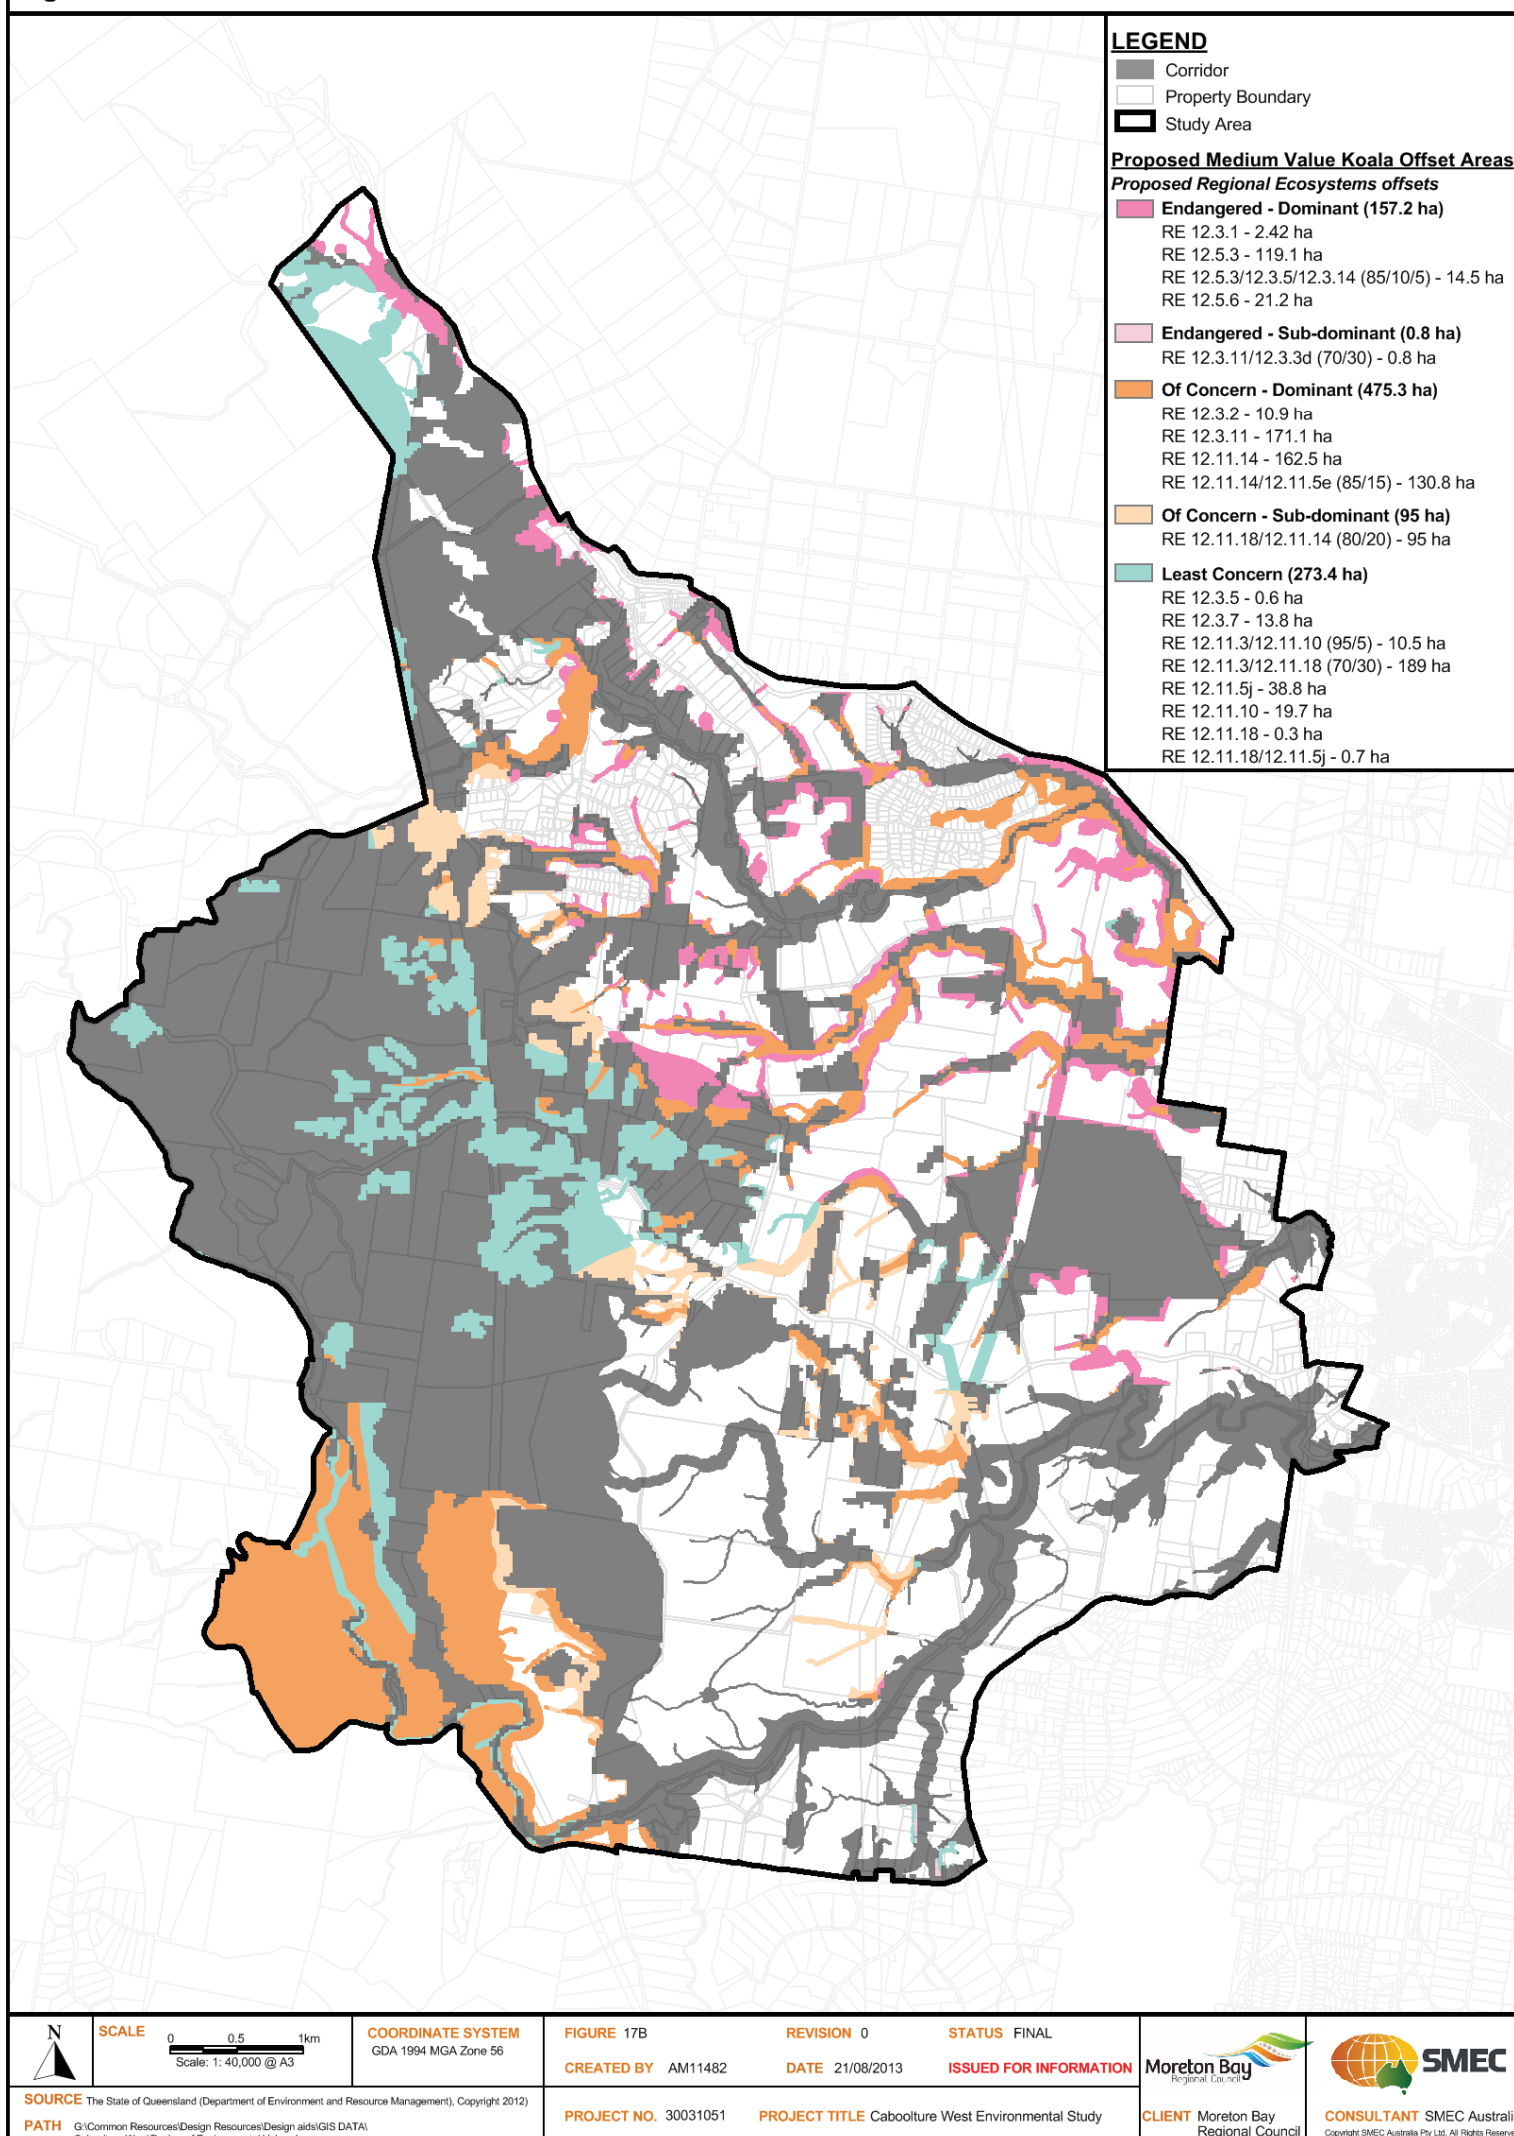 LEGEND
Corridor
Property Boundary
Study Area
Proposed Medium Value Koala Offset Areas
Proposed Regional Ecosystems offsets
Endangered - Dominant (157.2 ha)
RE 12.3.1 - 2.42 ha
RE 12.5.3 - 119.1 ha
RE 12.5.3/12.3.5/12.3.14 (85/10/5) - 14.5 ha
RE 12.5.6 - 21.2 ha
Endangered - Sub-dominant (0.8 ha)
RE 12.3.11/12.3.3d (70/30) - 0.8 ha
Of Concern - Dominant (475.3 ha)
RE 12.3.2 - 10.9 ha
RE 12.3.11 - 171.1 ha
RE 12.11.14 - 162.5 ha
RE 12.11.14/12.11.5e (85/15) - 130.8 ha
Of Concern - Sub-dominant (95 ha)
RE 12.11.18/12.11.14 (80/20) - 95 ha
Least Concern (273.4 ha)
RE 12.3.5 - 0.6 ha
RE 12.3.7 - 13.8 ha
RE 12.11.3/12.11.10 (95/5) - 10.5 ha
RE 12.11.3/12.11.18 (70/30) - 189 ha
RE 12.11.5j - 38.8 ha
RE 12.11.10 - 19.7 ha
RE 12.11.18 - 0.3 ha
RE 12.11.18/12.11.5j - 0.7 ha
N
SCALE
0 0.5 1km
Scale: 1: 40,000 @ A3
COORDINATE SYSTEM
GDA 1994 MGA Zone 56
FIGURE 17B
REVISION 0
STATUS FINAL
CREATED BY AM11482
DATE 21/08/2013
ISSUED FOR INFORMATION
Moreton Bay
Regional Council
SMEC
SOURCE The State of Queensland (Department of Environment and Resource Management), Copyright 2012)
PATH G:\Common Resources\Design Resources\Design aids\GIS DATA\
PROJECT NO. 30031051
PROJECT TITLE Caboolture West Environmental Study
CLIENT Moreton Bay
Regional Council
CONSULTANT SMEC Australi
Copyright SMEC Australia Pty Ltd. All Rights Reserve